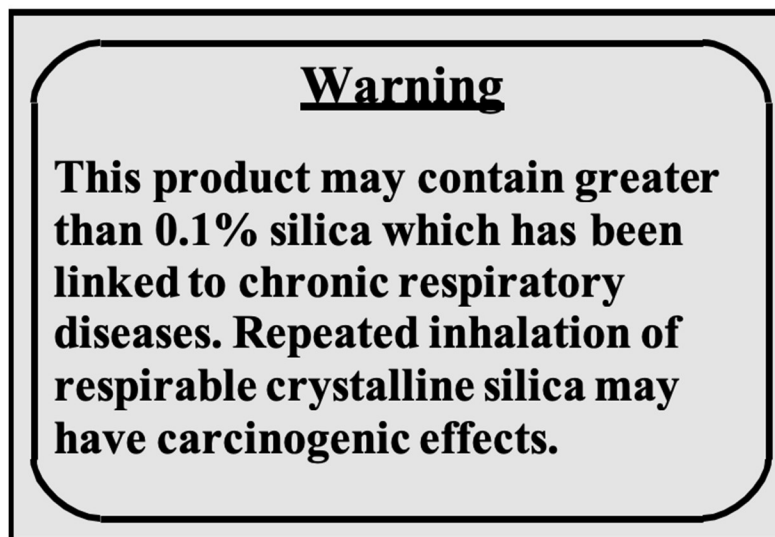 Warning
This product may contain greater
than 0.1% silica which has been
linked to chronic respiratory
diseases. Repeated inhalation of
respirable crystalline silica may
have carcinogenic effects.